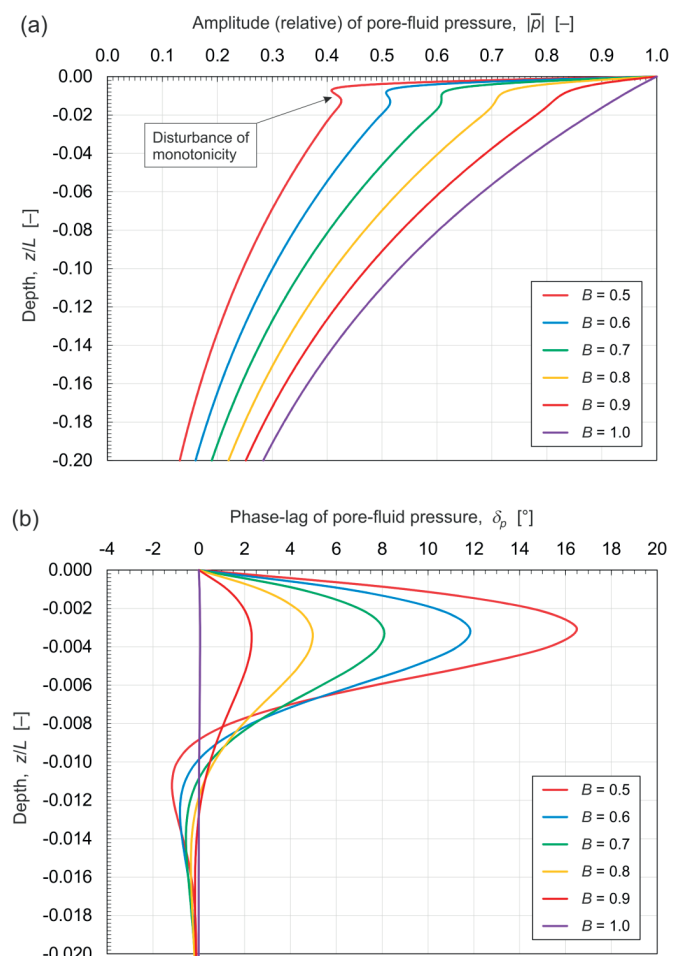 (a)
Amplitude (relative) of pore-fluid pressure, |p̅| [–]
0.0 0.1 0.2 0.3 0.4 0.5 0.6 0.7 0.8 0.9 1.0
0.00
-0.02
-0.04
-0.06
-0.08
-0.10
-0.12
-0.14
-0.16
-0.18
-0.20
Depth, z/L [–]
Disturbance of
monotonicity
B = 0.5
B = 0.6
B = 0.7
B = 0.8
B = 0.9
B = 1.0
(b)
Phase-lag of pore-fluid pressure, δp [°]
-4 -2 0 2 4 6 8 10 12 14 16 18 20
0.000
-0.002
-0.004
-0.006
-0.008
-0.010
-0.012
-0.014
-0.016
-0.018
-0.020
Depth, z/L [–]
B = 0.5
B = 0.6
B = 0.7
B = 0.8
B = 0.9
B = 1.0